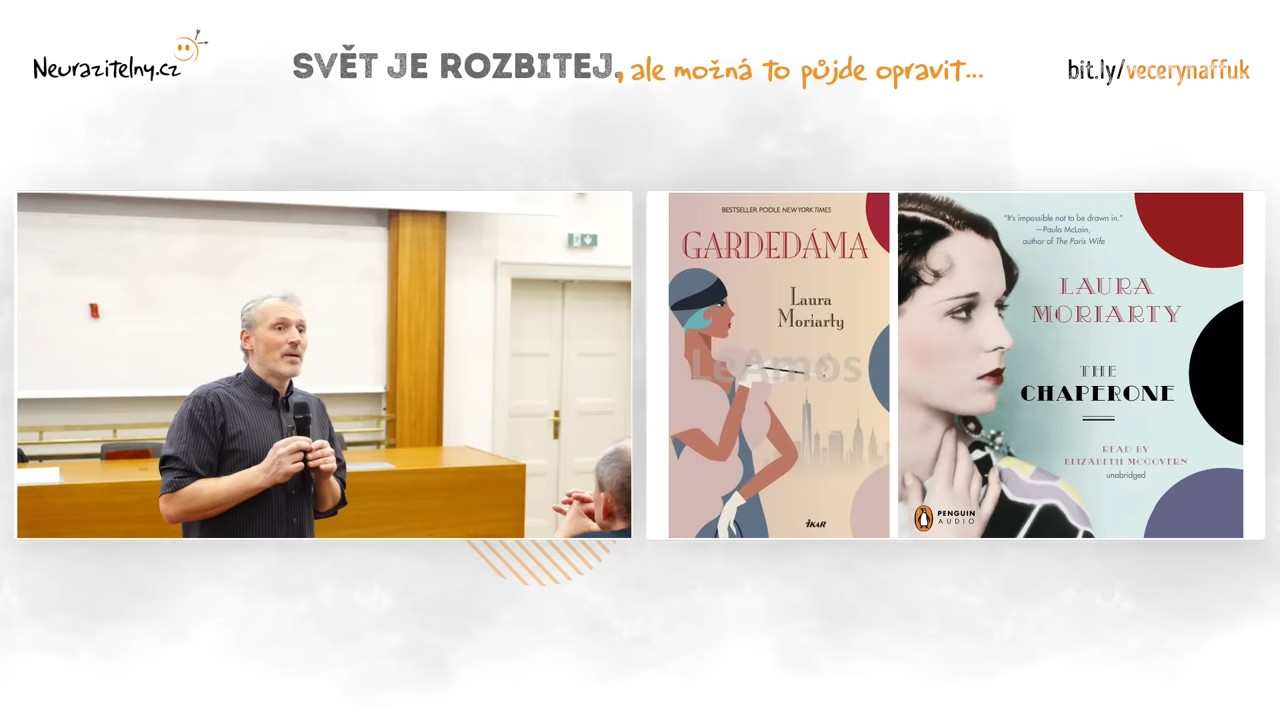 Neurazitelny.cz
SVĚT JE ROZBITEJ, ale možná to půjde opravit...
bit.ly/vecerynaffuk
BESTSELLER PODLE NEW YORK TIMES
GARDEDÁMA
Laura
Moriarty
LeAmos
IKAR
"It's impossible not to be drawn in."
—Paula McLain,
author of The Paris Wife
LAURA
MORIARTY
THE
CHAPERONE
READ BY
ELIZABETH MCGOVERN
unabridged
PENGUIN
AUDIO